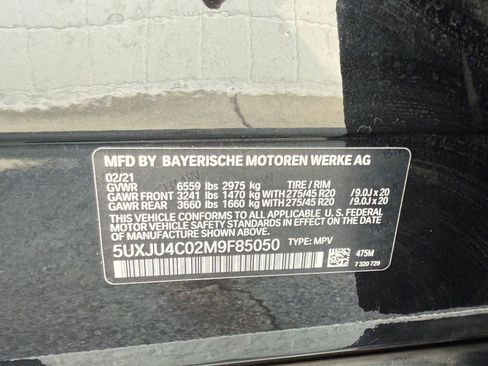 MFD BY BAYERISCHE MOTOREN WERKE AG
02/21
GVWR 6559 lbs 2975 kg TIRE / RIM
GAWR FRONT 3241 lbs 1470 kg WITH 275/45 R20 /9.0J x 20
GAWR REAR 3660 lbs 1660 kg WITH 275/45 R20 /9.0J x 20
THIS VEHICLE CONFORMS TO ALL APPLICABLE U. S. FEDERAL
MOTOR VEHICLE SAFETY STANDARDS IN EFFECT ON THE
DATE OF MANUFACTURE SHOWN ABOVE.
5UXJU4C02M9F85050 TYPE: MPV
475M
7 320 729